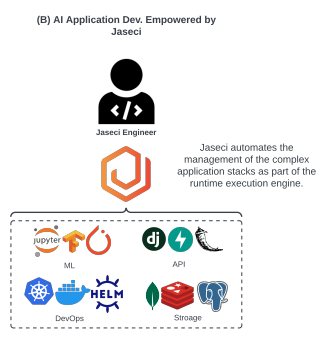 (B) AI Application Dev. Empowered by
Jaseci
Jaseci Engineer
Jaseci automates the
management of the complex
application stacks as part of the
runtime execution engine.
jupyter
dj
ML
API
HELM
DevOps
Stroage